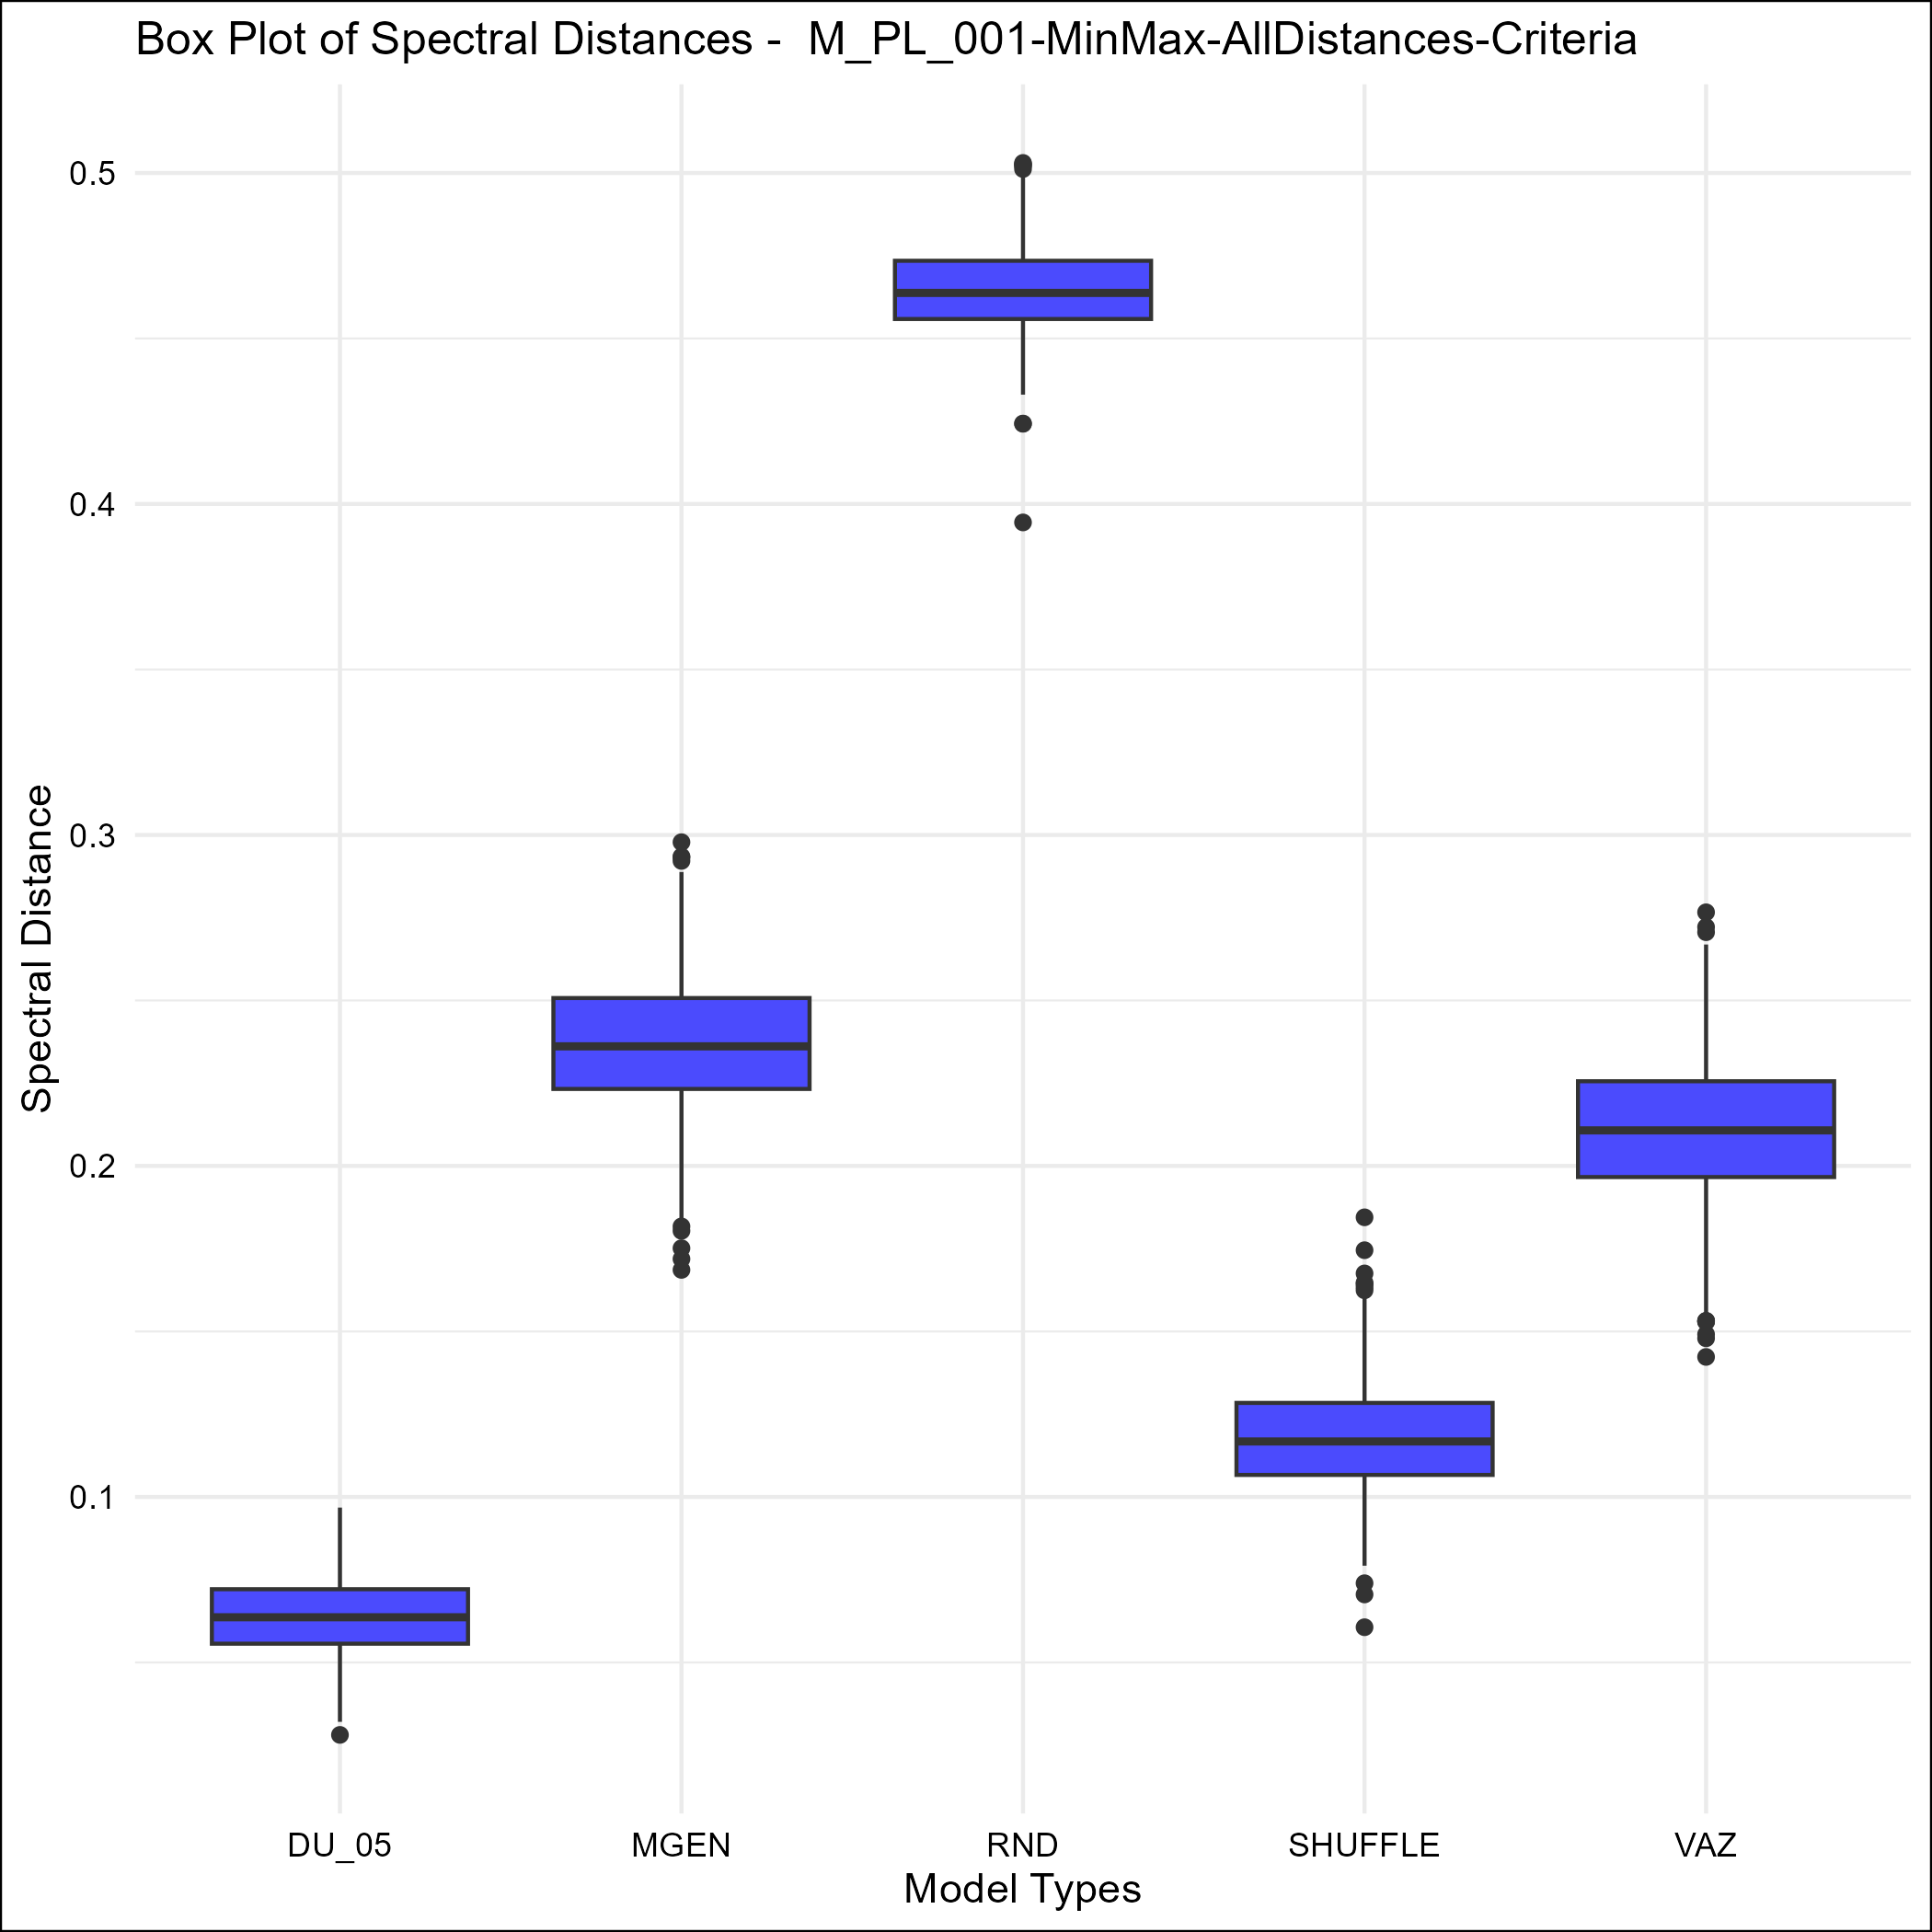 Box Plot of Spectral Distances -  M_PL_001-MinMax-AllDistances-Criteria
Spectral Distance
0.5
0.4
0.3
0.2
0.1
DU_05 MGEN RND SHUFFLE VAZ
Model Types